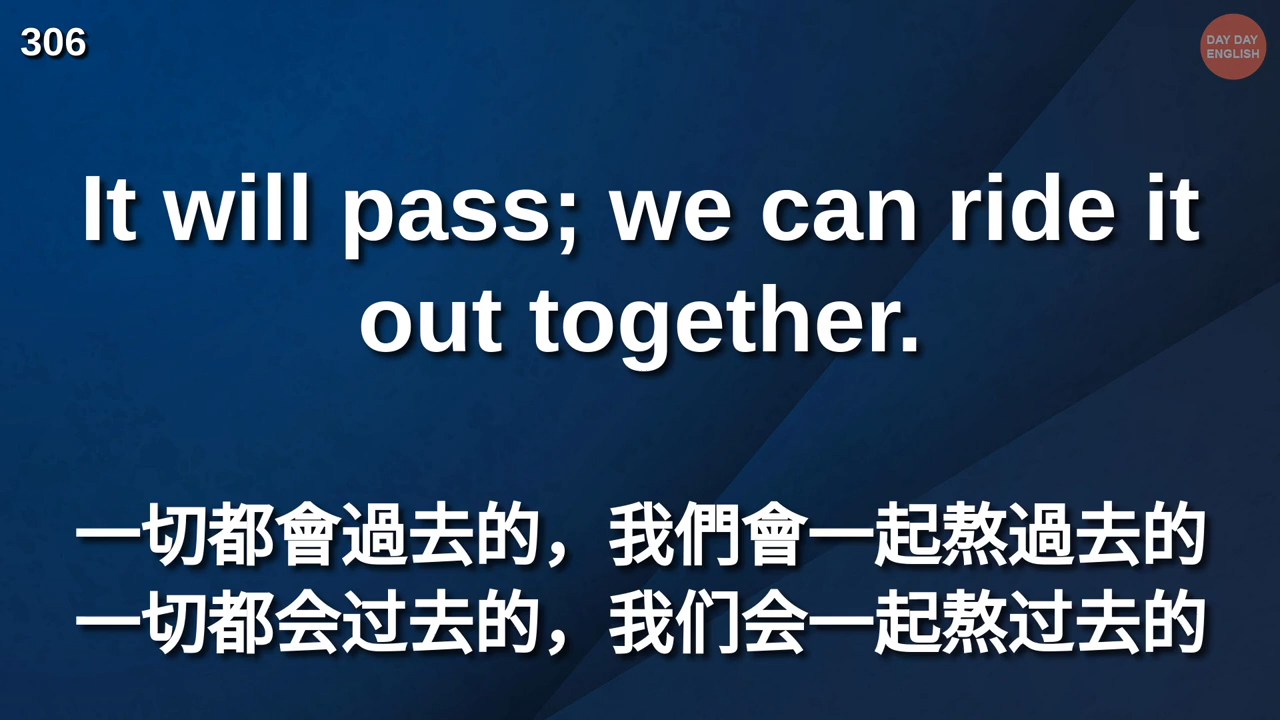 306
DAY DAY
ENGLISH
It will pass; we can ride it
out together.
一切都會過去的，我們會一起熬過去的
一切都会过去的，我们会一起熬过去的